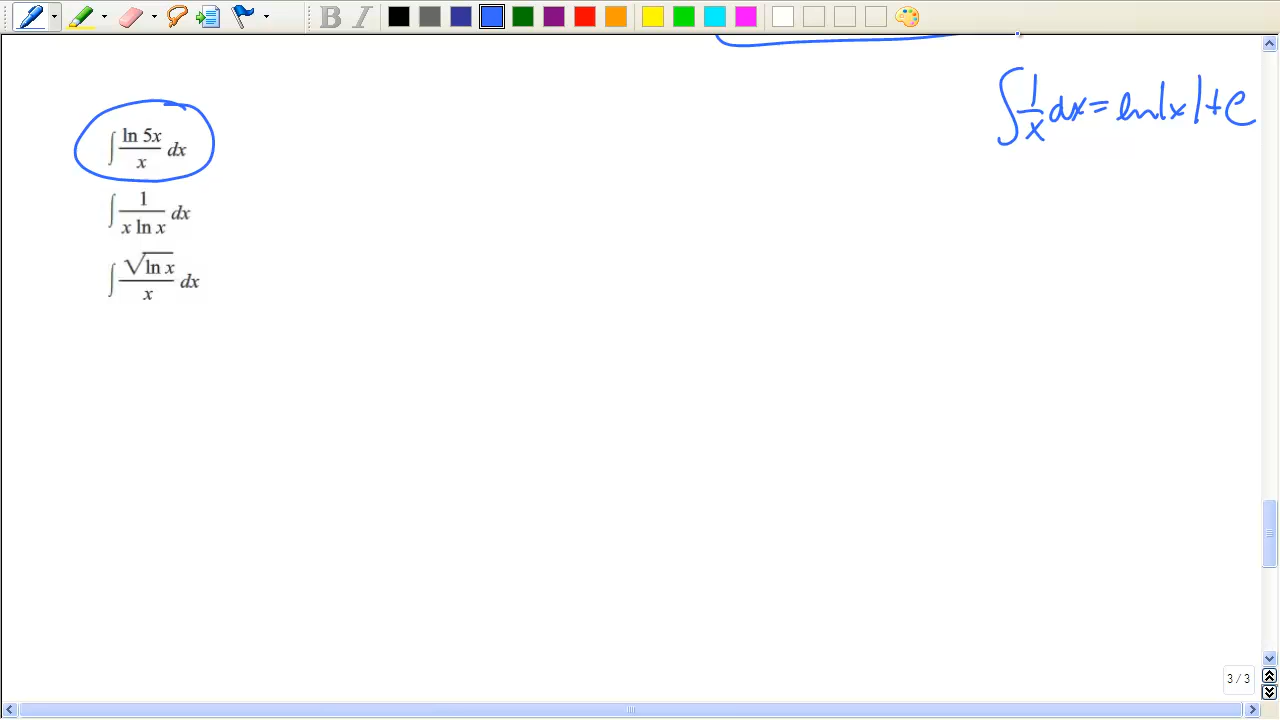 B I
∫ 1/x dx = ln|x| + C
∫ ln 5x / x dx
∫ 1 / x ln x dx
∫ √ln x / x dx
3 / 3